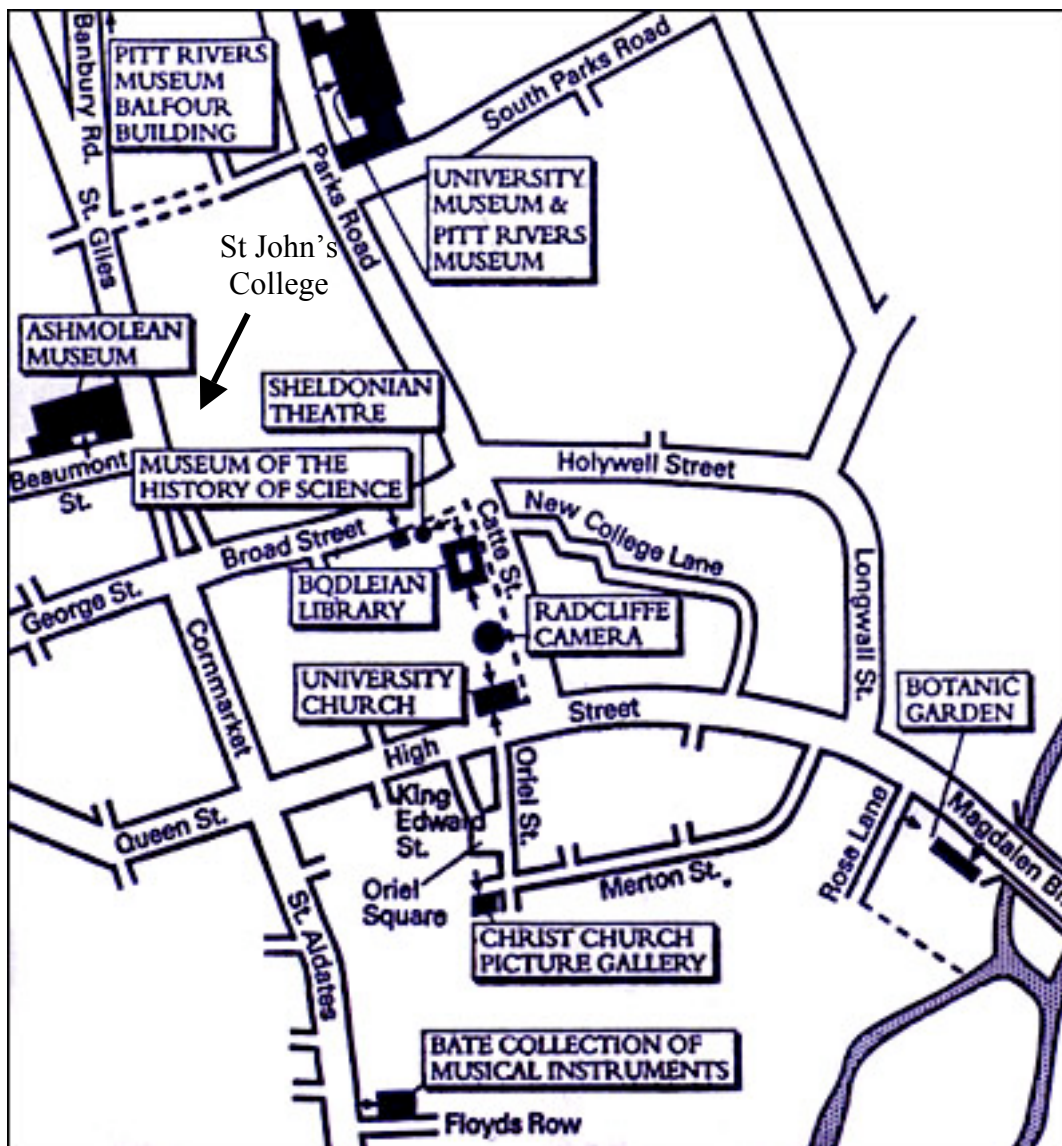 Banbury Rd.
PITT RIVERS
MUSEUM
BALFOUR
BUILDING
South Parks Road
Parks Road
UNIVERSITY
MUSEUM &
PITT RIVERS
MUSEUM
St. Giles
St John's
College
ASHMOLEAN
MUSEUM
SHELDONIAN
THEATRE
Beaumont
St.
MUSEUM OF THE
HISTORY OF SCIENCE
Holywell Street
New College Lane
Catte St.
Broad Street
George St.
BODLEIAN
LIBRARY
RADCLIFFE
CAMERA
Longwall St.
Cornmarket
UNIVERSITY
CHURCH
High
Street
BOTANIC
GARDEN
Queen St.
King
Edward
St.
Oriel St.
Oriel
Square
Merton St.
Rose Lane
Magdalen
St. Aldates
CHRIST CHURCH
PICTURE GALLERY
BATE COLLECTION OF
MUSICAL INSTRUMENTS
Floyds Row